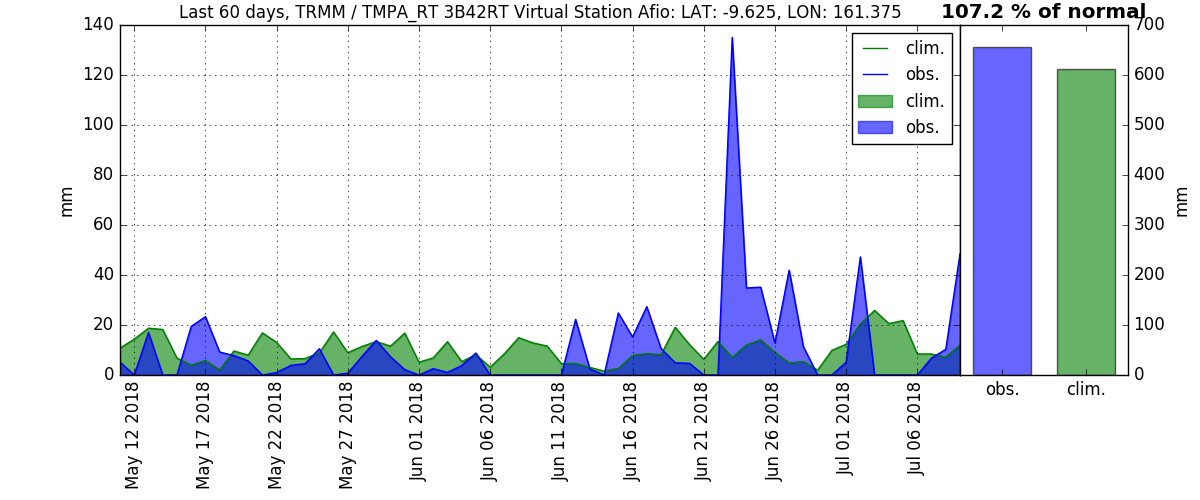 Last 60 days, TRMM / TMPA_RT 3B42RT Virtual Station Afio: LAT: -9.625, LON: 161.375
107.2 % of normal
140
120
100
80
60
40
20
0
mm
clim.
obs.
clim.
obs.
700
600
500
400
300
200
100
0
mm
May 12 2018
May 17 2018
May 22 2018
May 27 2018
Jun 01 2018
Jun 06 2018
Jun 11 2018
Jun 16 2018
Jun 21 2018
Jun 26 2018
Jul 01 2018
Jul 06 2018
obs.
clim.